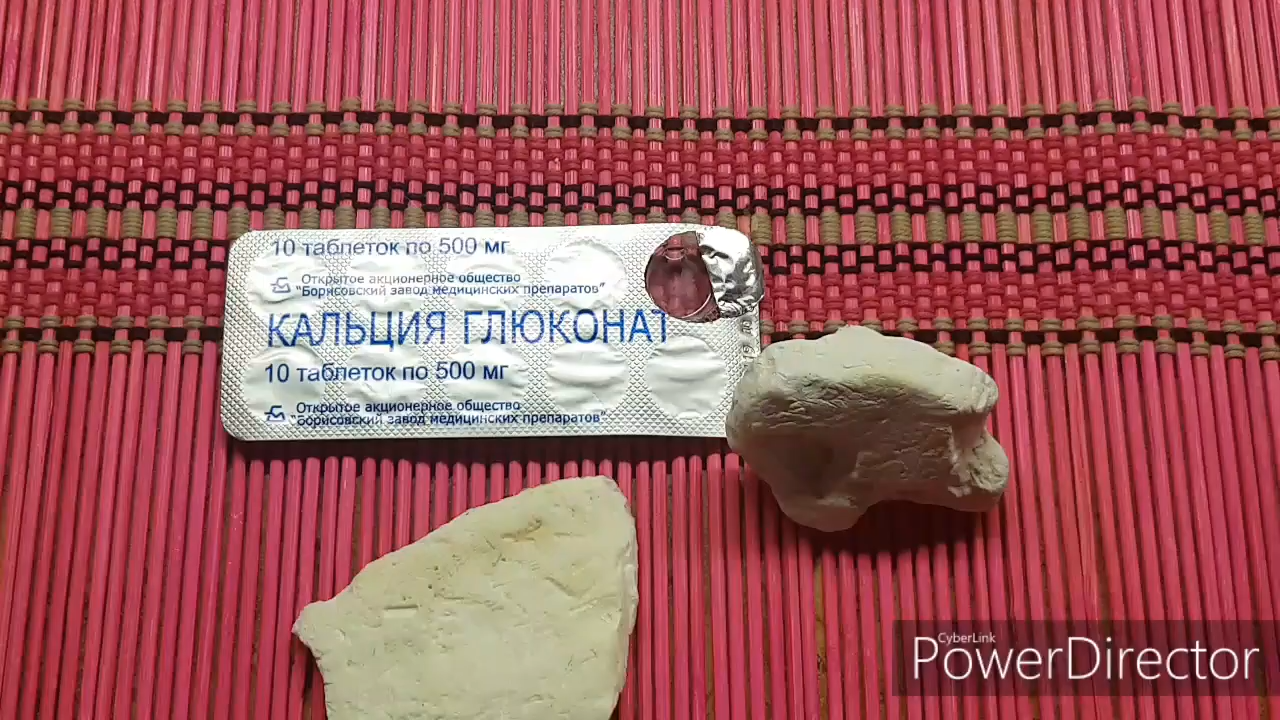 10 таблеток по 500 мг
Открытое акционерное общество
"Борисовский завод медицинских препаратов"
КАЛЬЦИЯ ГЛЮКОНАТ
10 таблеток по 500 мг
Открытое акционерное общество
"Борисовский завод медицинских препаратов"
CyberLink
PowerDirector